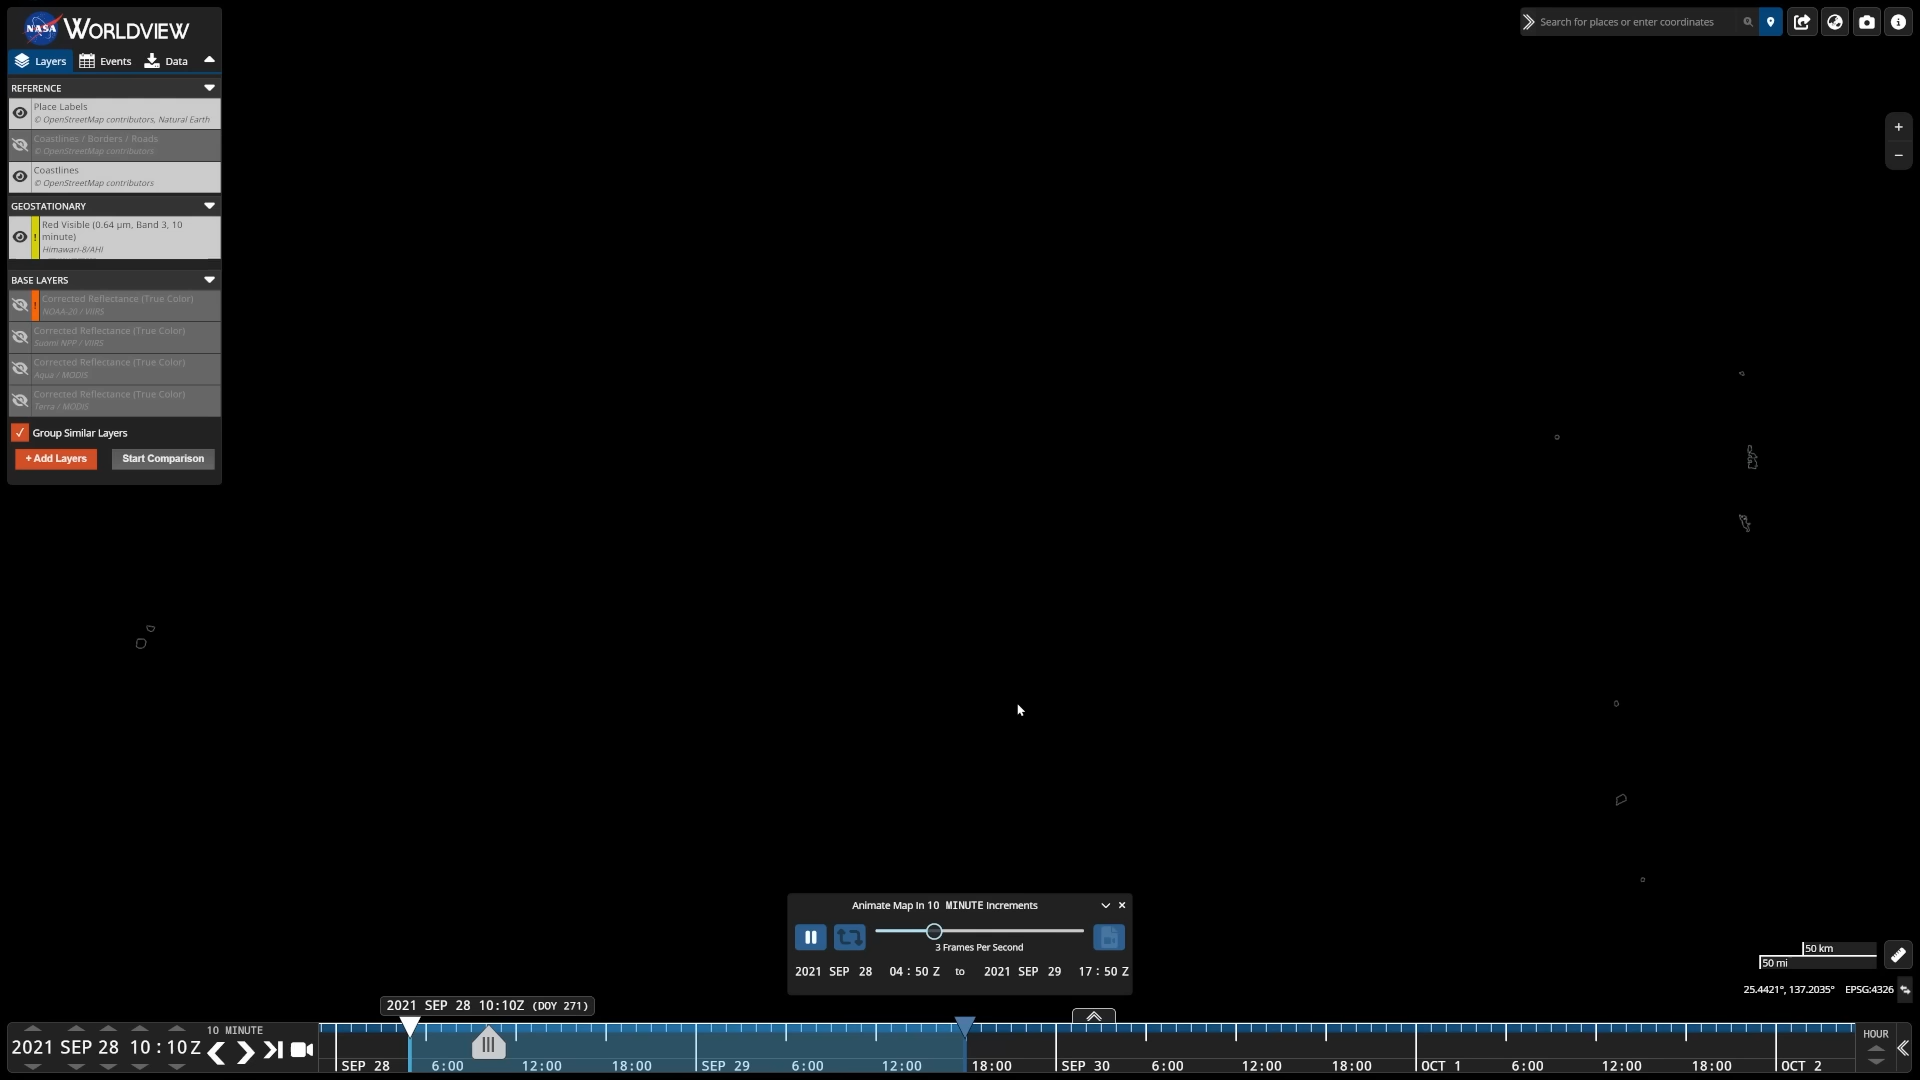 NASA WORLDVIEW
Layers Events Data
REFERENCE
Place Labels
© OpenStreetMap contributors, Natural Earth
Coastlines / Borders / Roads
© OpenStreetMap contributors
Coastlines
© OpenStreetMap contributors
GEOSTATIONARY
! Red Visible (0.64 µm, Band 3, 10
minute)
Himawari-8/AHI
BASE LAYERS
! Corrected Reflectance (True Color)
NOAA-20 / VIIRS
Corrected Reflectance (True Color)
Suomi NPP / VIIRS
Corrected Reflectance (True Color)
Aqua / MODIS
Corrected Reflectance (True Color)
Terra / MODIS
Group Similar Layers
+ Add Layers Start Comparison
Search for places or enter coordinates
+
−
Animate Map In 10 MINUTE Increments
3 Frames Per Second
2021 SEP 28 04 : 50 Z to 2021 SEP 29 17 : 50 Z
50 km
50 mi
25.4421°, 137.2035° EPSG:4326
2021 SEP 28 10:10Z (DOY 271)
10 MINUTE
2021 SEP 28 10 : 10 Z
SEP 28 6:00 12:00 18:00 SEP 29 6:00 12:00 18:00 SEP 30 6:00 12:00 18:00 OCT 1 6:00 12:00 18:00 OCT 2
HOUR